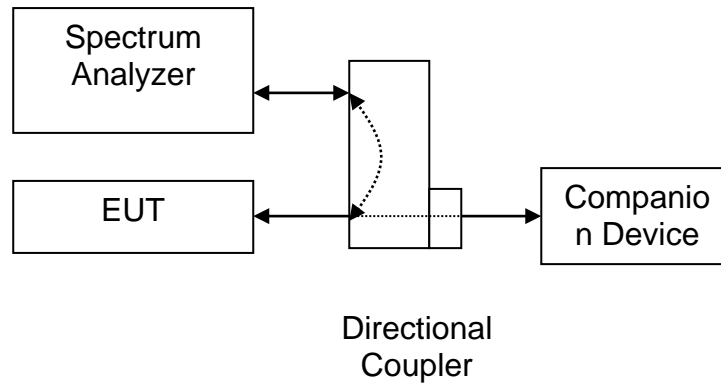 Spectrum
Analyzer
EUT
Companio
n Device
Directional
Coupler